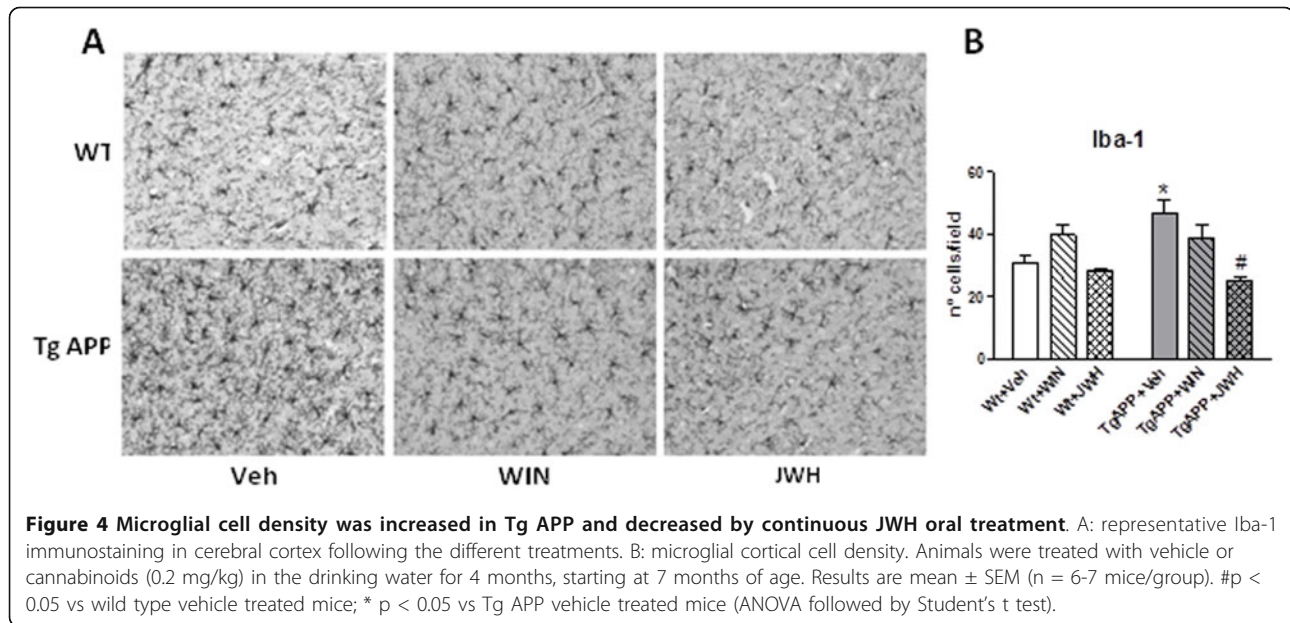 A
B
WT
Tg APP
Veh
WIN
JWH
Iba-1
nº cells/field
60
40
20
0
*
#
Wt+Veh
Wt+WIN
Wt+JWH
TgAPP+Veh
TgAPP+WIN
TgAPP+JWH
Figure 4 Microglial cell density was increased in Tg APP and decreased by continuous JWH oral treatment. A: representative Iba-1
immunostaining in cerebral cortex following the different treatments. B: microglial cortical cell density. Animals were treated with vehicle or
cannabinoids (0.2 mg/kg) in the drinking water for 4 months, starting at 7 months of age. Results are mean ± SEM (n = 6-7 mice/group). #p <
0.05 vs wild type vehicle treated mice; * p < 0.05 vs Tg APP vehicle treated mice (ANOVA followed by Student's t test).